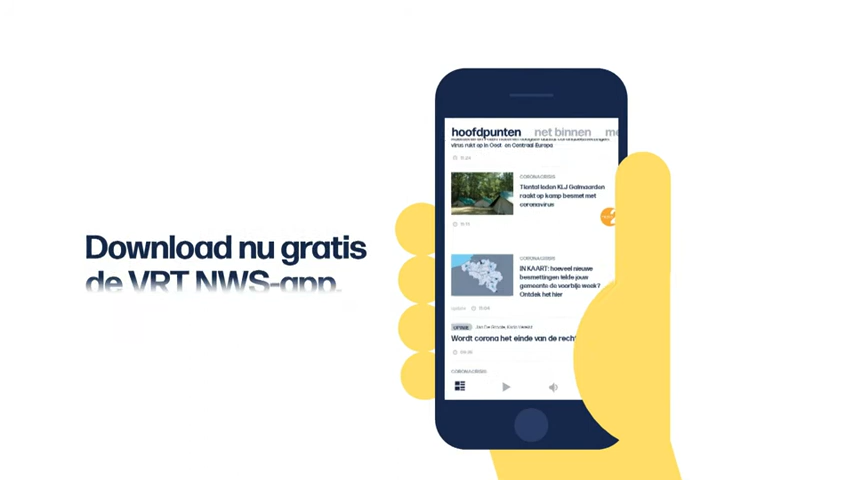 Download nu gratis
de VRT NWS-app.
hoofdpunten net binnen
virus rukt op in Oost- en Centraal-Europa
CORONACRISIS
Tiental leden KLJ Galmaarden
raakt op kamp besmet met
coronavirus
CORONACRISIS
IN KAART: hoeveel nieuwe
besmettingen telde jouw
gemeente de voorbije week?
Ontdek het hier
OPINIE
Wordt corona het einde van de
CORONACRISIS